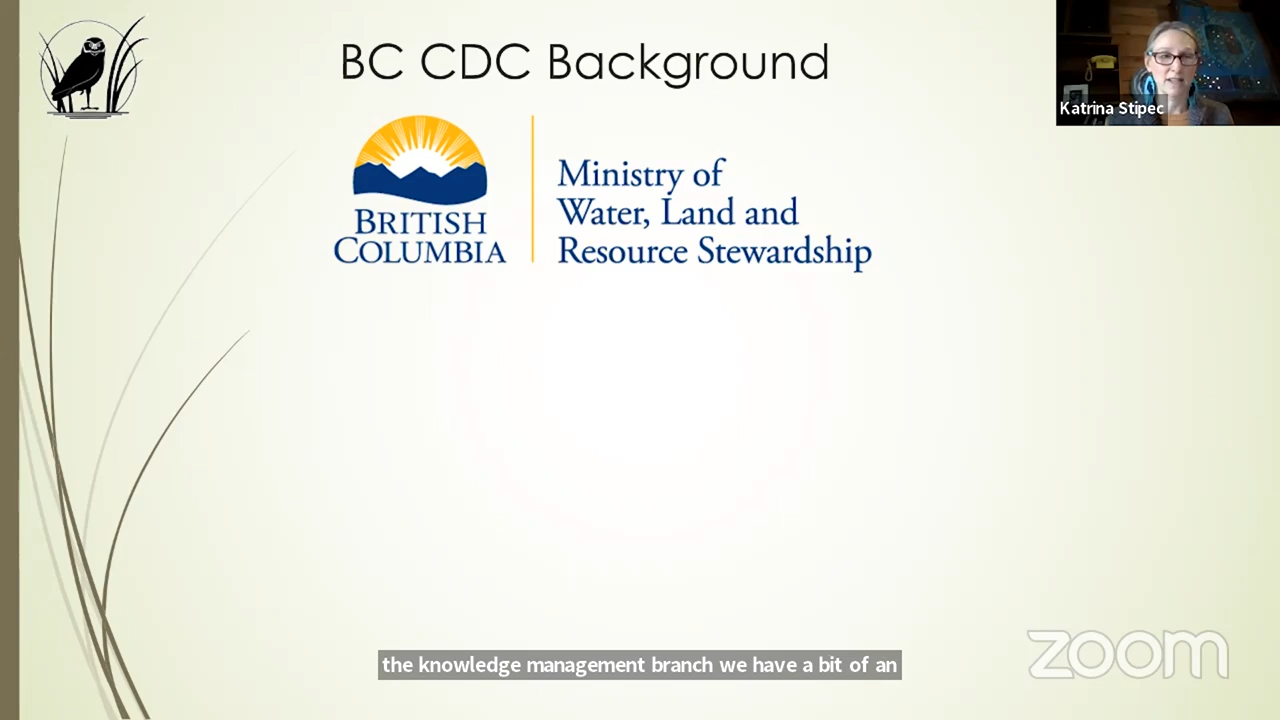 BC CDC Background
Katrina Stipec
BRITISH
COLUMBIA
Ministry of
Water, Land and
Resource Stewardship
the knowledge management branch we have a bit of an
zoom